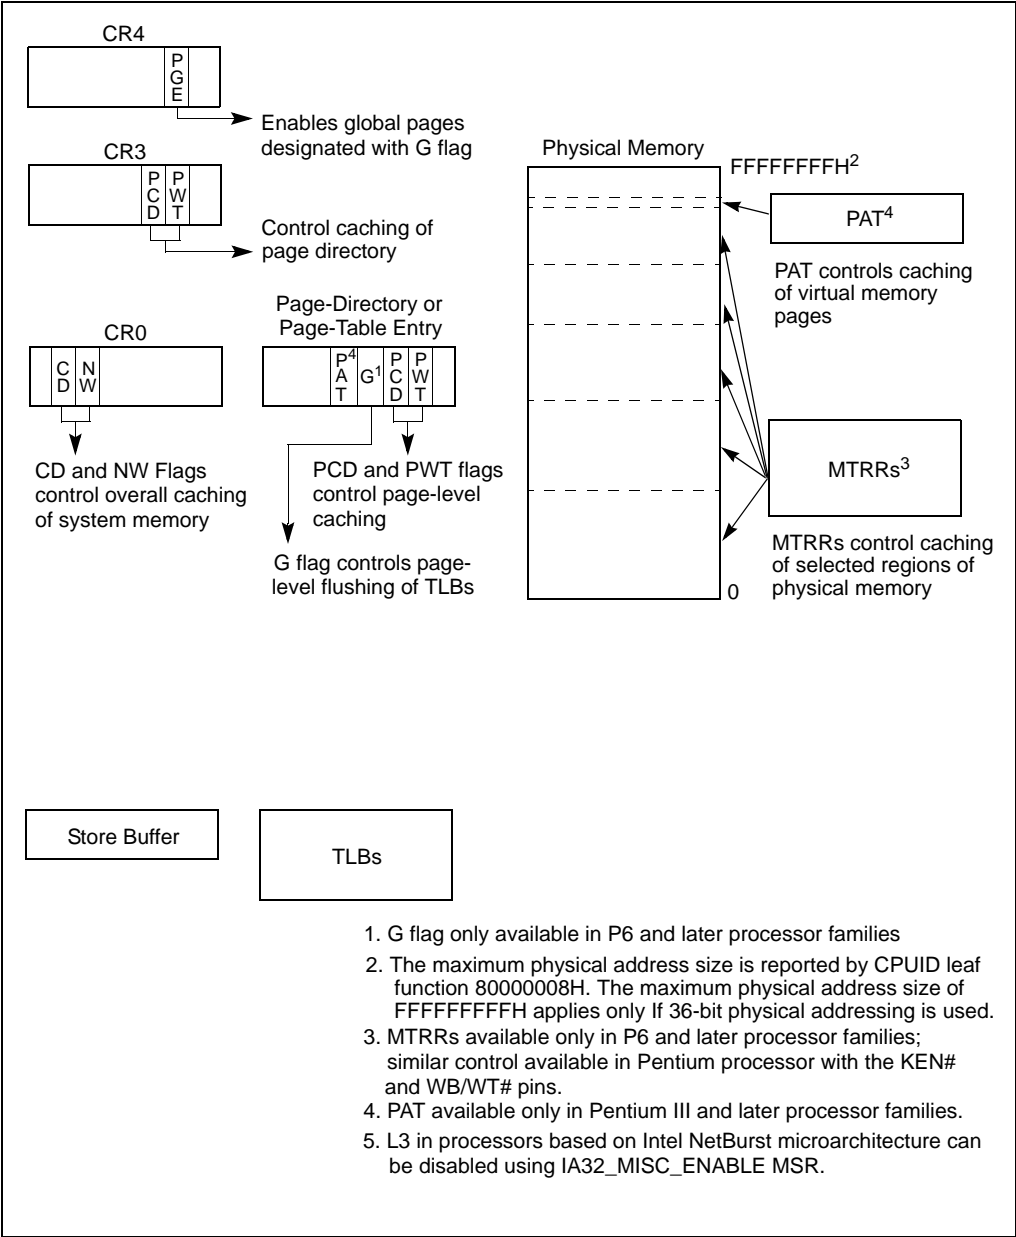 CR4
PGE
Enables global pages
designated with G flag
CR3
PCD
PWT
Control caching of
page directory
Physical Memory
FFFFFFFFH²
PAT⁴
PAT controls caching
of virtual memory
pages
CR0
CD
NW
CD and NW Flags
control overall caching
of system memory
Page-Directory or
Page-Table Entry
PAT⁴
G¹
PCD
PWT
PCD and PWT flags
control page-level
caching
G flag controls page-
level flushing of TLBs
MTRRs³
MTRRs control caching
of selected regions of
physical memory
0
Store Buffer
TLBs
1. G flag only available in P6 and later processor families
2. The maximum physical address size is reported by CPUID leaf
function 80000008H. The maximum physical address size of
FFFFFFFFFH applies only If 36-bit physical addressing is used.
3. MTRRs available only in P6 and later processor families;
similar control available in Pentium processor with the KEN#
and WB/WT# pins.
4. PAT available only in Pentium III and later processor families.
5. L3 in processors based on Intel NetBurst microarchitecture can
be disabled using IA32_MISC_ENABLE MSR.